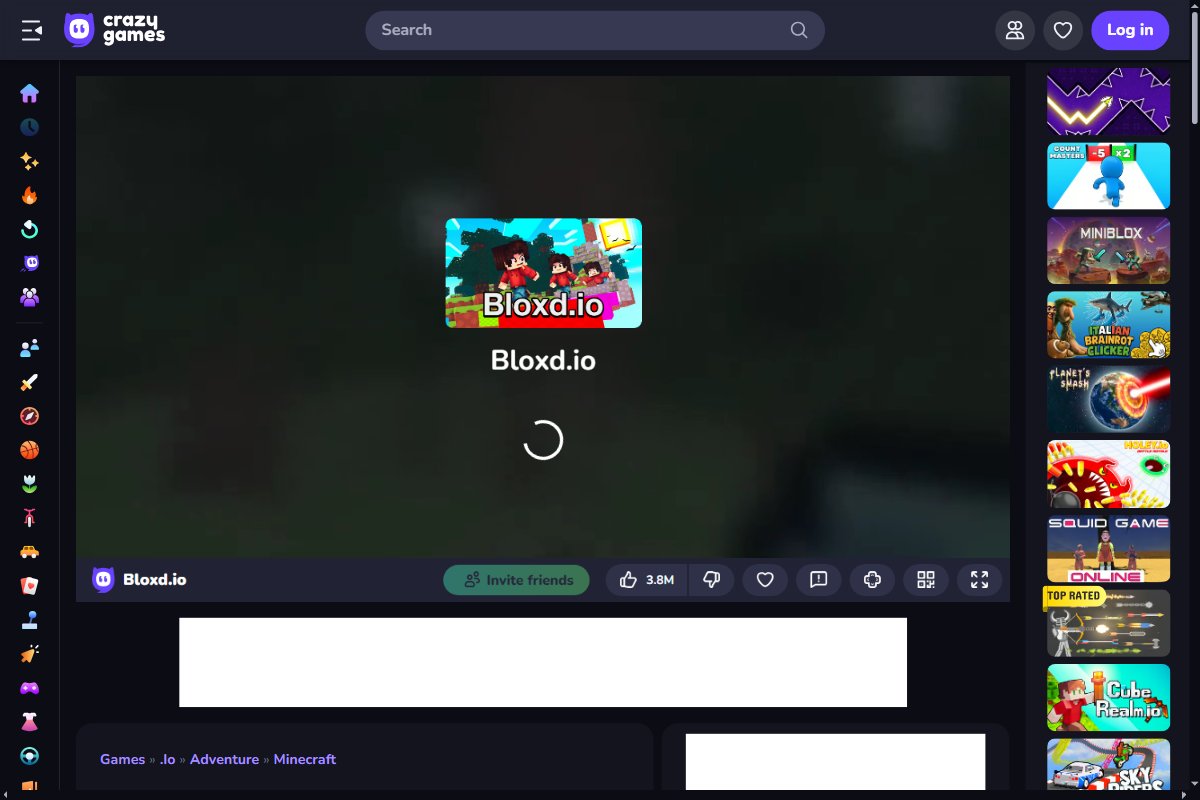 crazy
games
Search
Log in
Bloxd.io
Bloxd.io
Bloxd.io
Invite friends
3.8M
Games » .Io » Adventure » Minecraft
COUNT
MASTERS
-5
x2
MINIBLOX
ITALIAN
BRAINROT
CLICKER
PLANET'S
SMASH
HOLEY.IO
SQUID GAME
ONLINE
TOP RATED
Cube
Realm.io
SKY
RIDERS